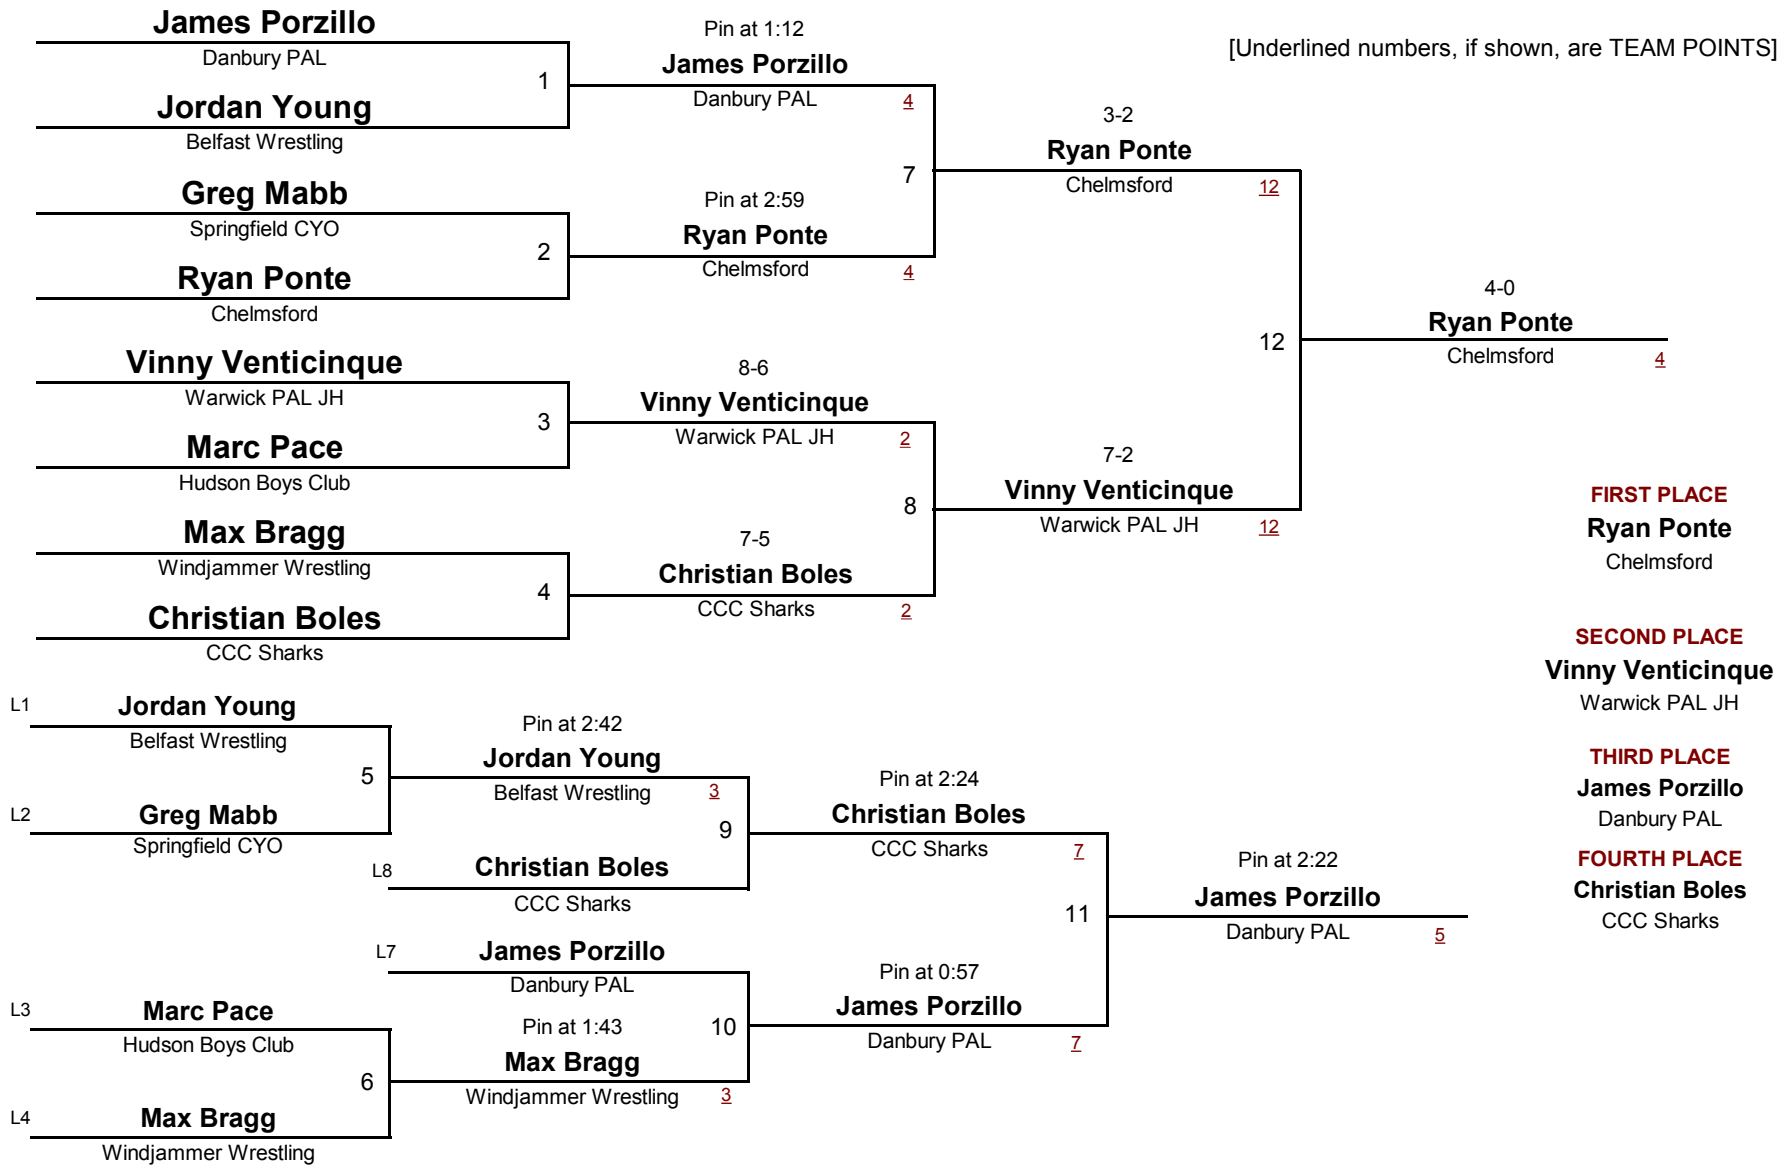 James Porzillo
Danbury PAL
1
Jordan Young
Belfast Wrestling
Greg Mabb
Springfield CYO
2
Ryan Ponte
Chelmsford
Vinny Venticinque
Warwick PAL JH
3
Marc Pace
Hudson Boys Club
Max Bragg
Windjammer Wrestling
4
Christian Boles
CCC Sharks
Pin at 1:12
James Porzillo
Danbury PAL 4
7
Pin at 2:59
Ryan Ponte
Chelmsford 4
8-6
Vinny Venticinque
Warwick PAL JH 2
8
7-5
Christian Boles
CCC Sharks 2
[Underlined numbers, if shown, are TEAM POINTS]
3-2
Ryan Ponte
Chelmsford 12
12
7-2
Vinny Venticinque
Warwick PAL JH 12
4-0
Ryan Ponte
Chelmsford 4
FIRST PLACE
Ryan Ponte
Chelmsford
SECOND PLACE
Vinny Venticinque
Warwick PAL JH
THIRD PLACE
James Porzillo
Danbury PAL
FOURTH PLACE
Christian Boles
CCC Sharks
L1 Jordan Young
Belfast Wrestling
5
L2 Greg Mabb
Springfield CYO
Pin at 2:42
Jordan Young
Belfast Wrestling 3
9
L8 Christian Boles
CCC Sharks
L7 James Porzillo
Danbury PAL
10
Pin at 1:43
Max Bragg
Windjammer Wrestling 3
L3 Marc Pace
Hudson Boys Club
6
L4 Max Bragg
Windjammer Wrestling
Pin at 2:24
Christian Boles
CCC Sharks 7
11
Pin at 0:57
James Porzillo
Danbury PAL 7
Pin at 2:22
James Porzillo
Danbury PAL 5